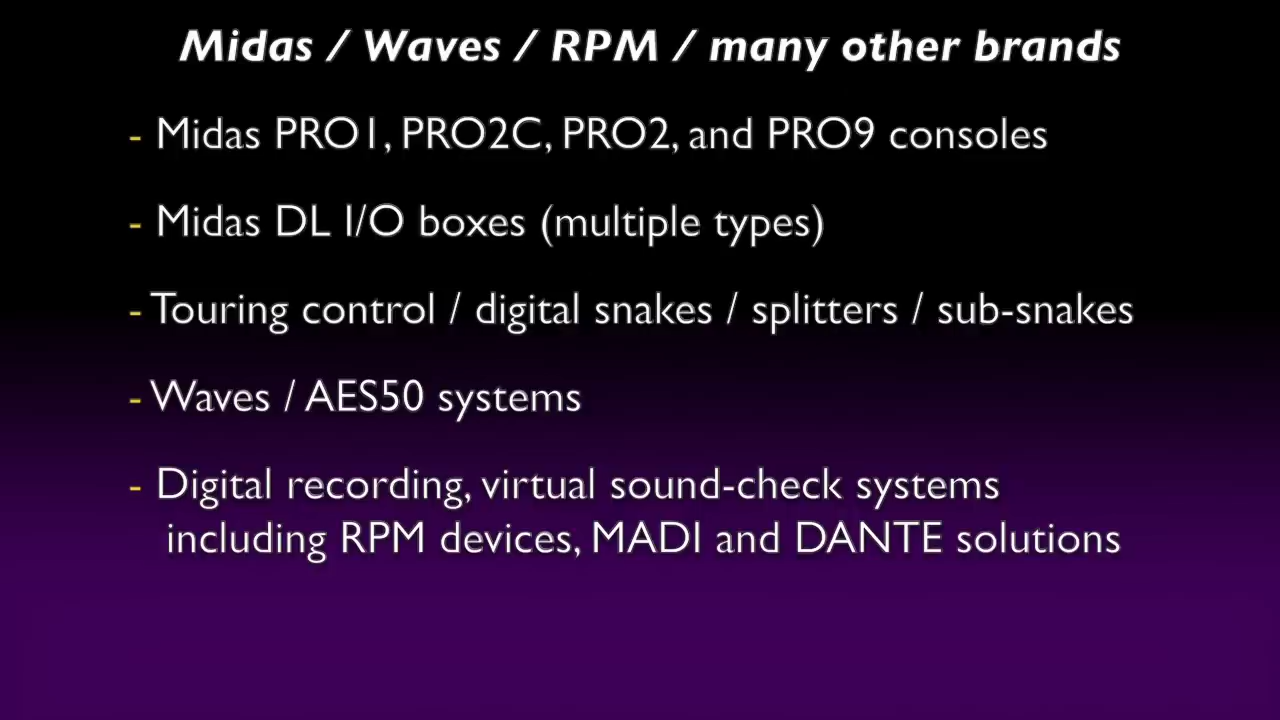 Midas / Waves / RPM / many other brands
- Midas PRO1, PRO2C, PRO2, and PRO9 consoles
- Midas DL I/O boxes (multiple types)
- Touring control / digital snakes / splitters / sub-snakes
- Waves / AES50 systems
- Digital recording, virtual sound-check systems
including RPM devices, MADI and DANTE solutions